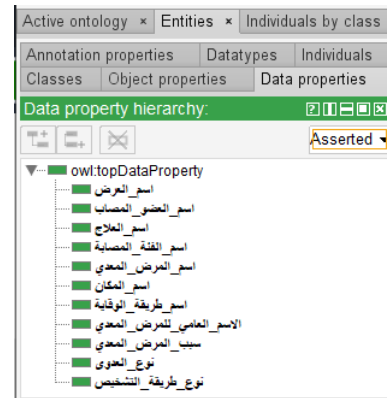 Active ontology × Entities × Individuals by class
Annotation properties Datatypes Individuals
Classes Object properties Data properties
Data property hierarchy:
Asserted
owl:topDataProperty
اسم_العرض
اسم_العضو_المصاب
اسم_العلاج
اسم_الفئة_المصابة
اسم_المرض_المعدي
اسم_المكان
اسم_طريقة_الوقاية
الاسم_العامي_للمرض_المعدي
سبب_المرض_المعدي
نوع_العدوى
نوع_طريقة_التشخيص